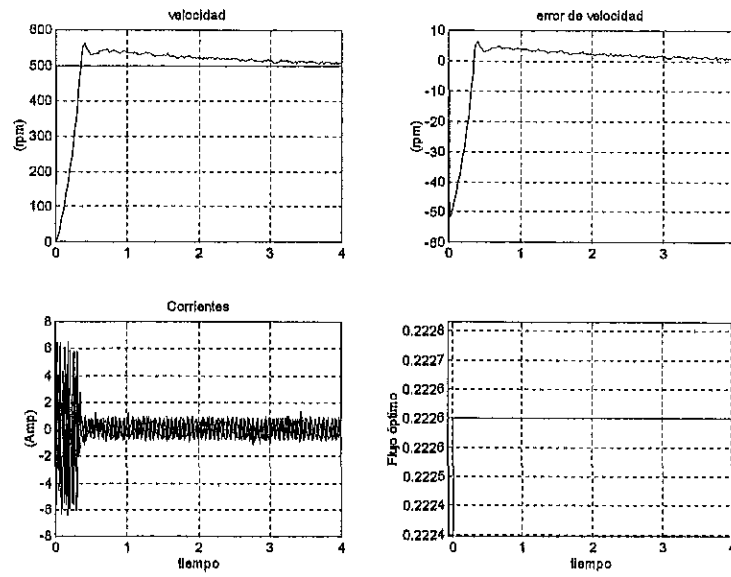 velocidad
600
500
400
300
200
100
0
(rpm)
0 1 2 3 4
error de velocidad
10
0
-10
-20
-30
-40
-50
-60
(rpm)
0 1 2 3 4
Corrientes
8
6
4
2
0
-2
-4
-6
-8
(Amp)
0 1 2 3 4
tiempo
0.2228
0.2227
0.2227
0.2226
0.2226
0.2225
0.2224
0.2224
Flujo óptimo
0 1 2 3 4
tiempo